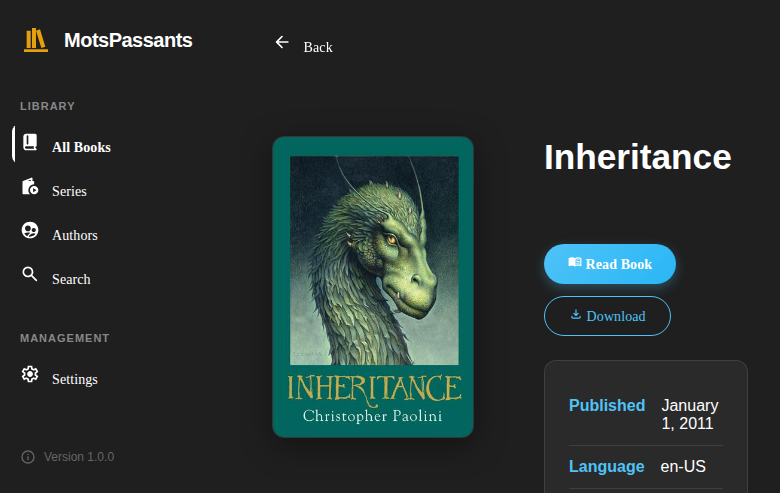 MotsPassants
Back
LIBRARY
All Books
Series
Authors
Search
MANAGEMENT
Settings
Version 1.0.0
INHERITANCE
Christopher Paolini
Inheritance
Read Book
Download
Published January 1, 2011
Language en-US